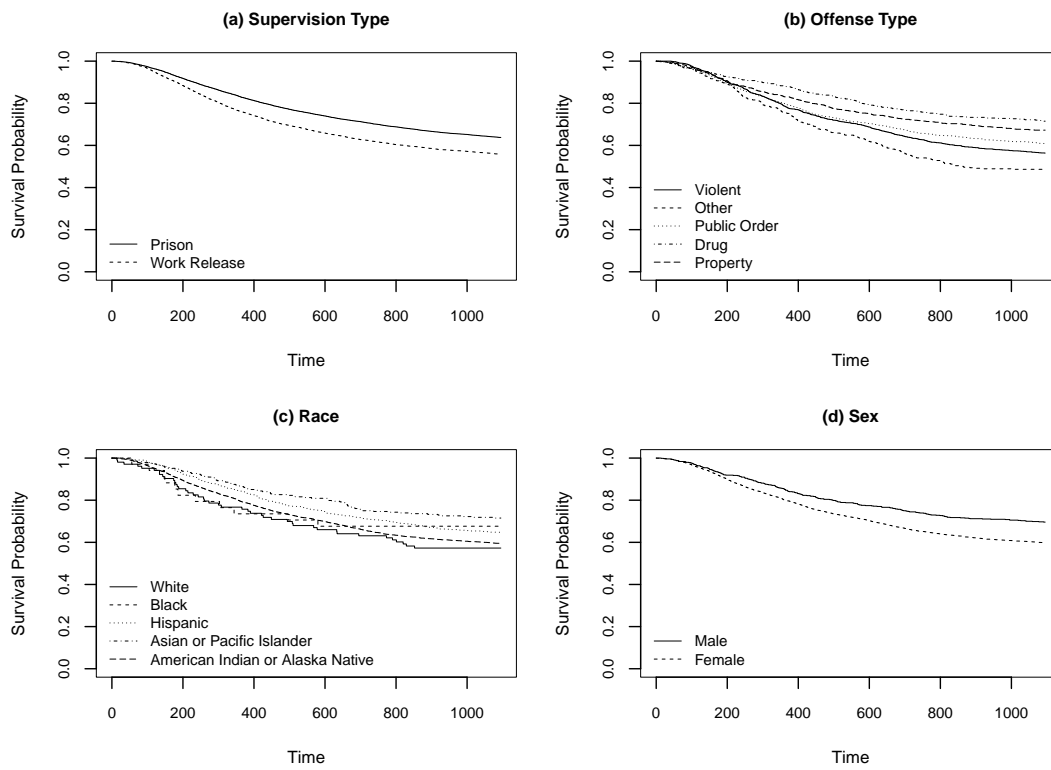 (a) Supervision Type
Survival Probability
0.0 0.2 0.4 0.6 0.8 1.0
Prison
Work Release
0 200 400 600 800 1000
Time
(b) Offense Type
Survival Probability
0.0 0.2 0.4 0.6 0.8 1.0
Violent
Other
Public Order
Drug
Property
0 200 400 600 800 1000
Time
(c) Race
Survival Probability
0.0 0.2 0.4 0.6 0.8 1.0
White
Black
Hispanic
Asian or Pacific Islander
American Indian or Alaska Native
0 200 400 600 800 1000
Time
(d) Sex
Survival Probability
0.0 0.2 0.4 0.6 0.8 1.0
Male
Female
0 200 400 600 800 1000
Time